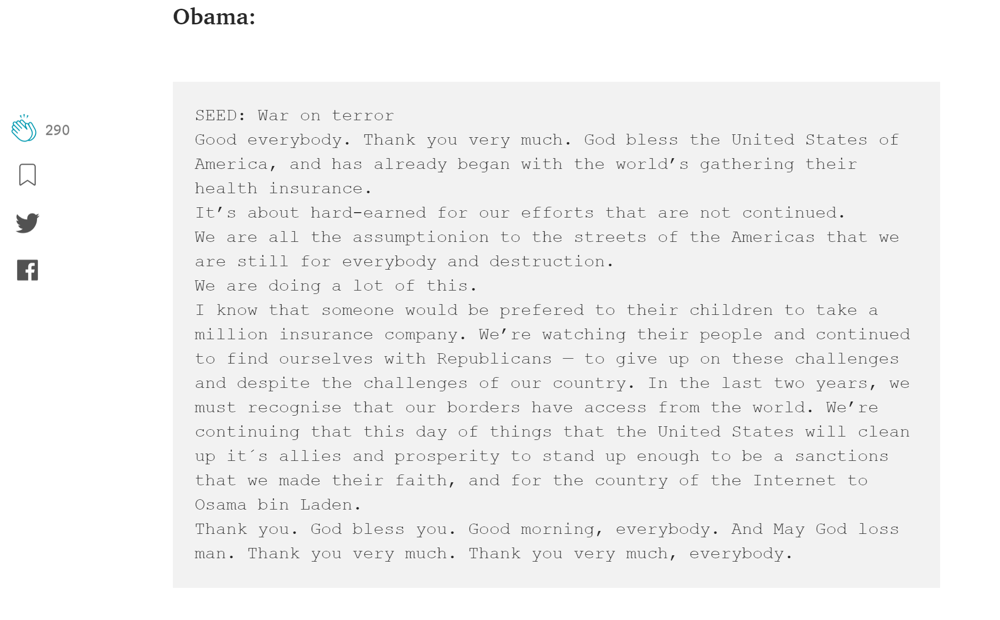 Obama:
290
SEED: War on terror
Good everybody. Thank you very much. God bless the United States of
America, and has already began with the world’s gathering their
health insurance.
It’s about hard-earned for our efforts that are not continued.
We are all the assumptionion to the streets of the Americas that we
are still for everybody and destruction.
We are doing a lot of this.
I know that someone would be prefered to their children to take a
million insurance company. We’re watching their people and continued
to find ourselves with Republicans — to give up on these challenges
and despite the challenges of our country. In the last two years, we
must recognise that our borders have access from the world. We’re
continuing that this day of things that the United States will clean
up it´s allies and prosperity to stand up enough to be a sanctions
that we made their faith, and for the country of the Internet to
Osama bin Laden.
Thank you. God bless you. Good morning, everybody. And May God loss
man. Thank you very much. Thank you very much, everybody.